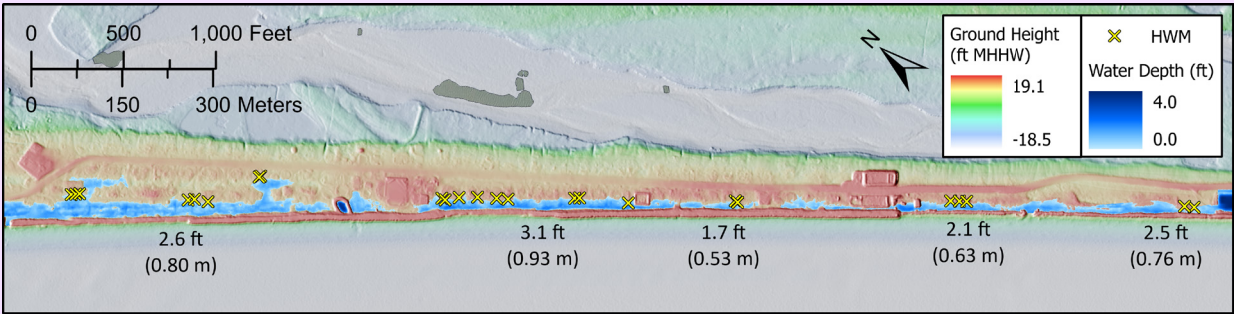 0 500 1,000 Feet
0 150 300 Meters
N
Ground Height
(ft MHHW)
19.1
-18.5
HWM
Water Depth (ft)
4.0
0.0
2.6 ft
(0.80 m)
3.1 ft
(0.93 m)
1.7 ft
(0.53 m)
2.1 ft
(0.63 m)
2.5 ft
(0.76 m)